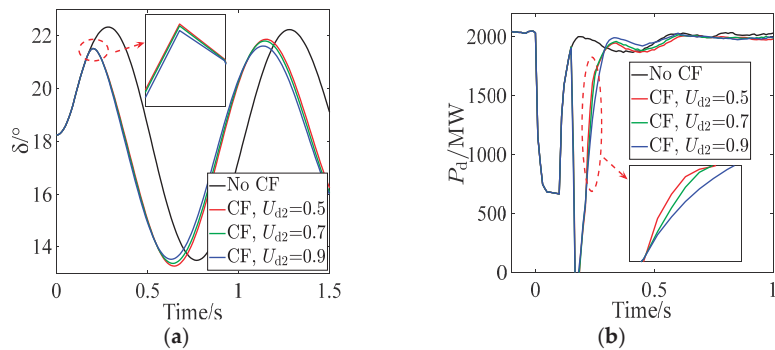 22
20
18
16
14
δ/°
No CF
CF, Ud2=0.5
CF, Ud2=0.7
CF, Ud2=0.9
0
0.5
1
1.5
Time/s
(a)
2000
1500
1000
500
0
Pd/MW
No CF
CF, Ud2=0.5
CF, Ud2=0.7
CF, Ud2=0.9
0
0.5
1
Time/s
(b)